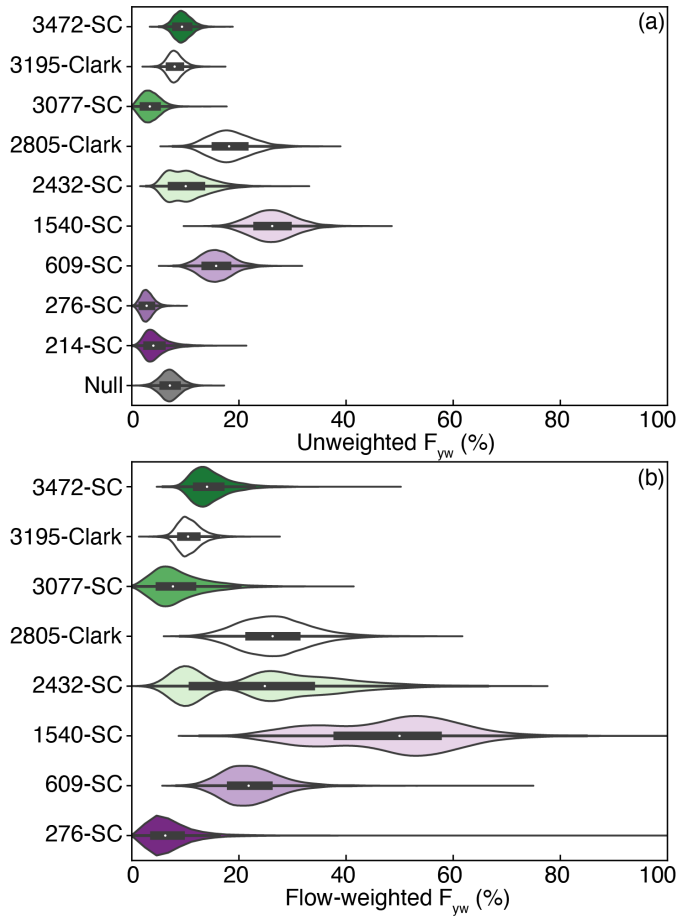 (a)
3472-SC
3195-Clark
3077-SC
2805-Clark
2432-SC
1540-SC
609-SC
276-SC
214-SC
Null
0 20 40 60 80 100
Unweighted Fyw (%)
(b)
3472-SC
3195-Clark
3077-SC
2805-Clark
2432-SC
1540-SC
609-SC
276-SC
0 20 40 60 80 100
Flow-weighted Fyw (%)